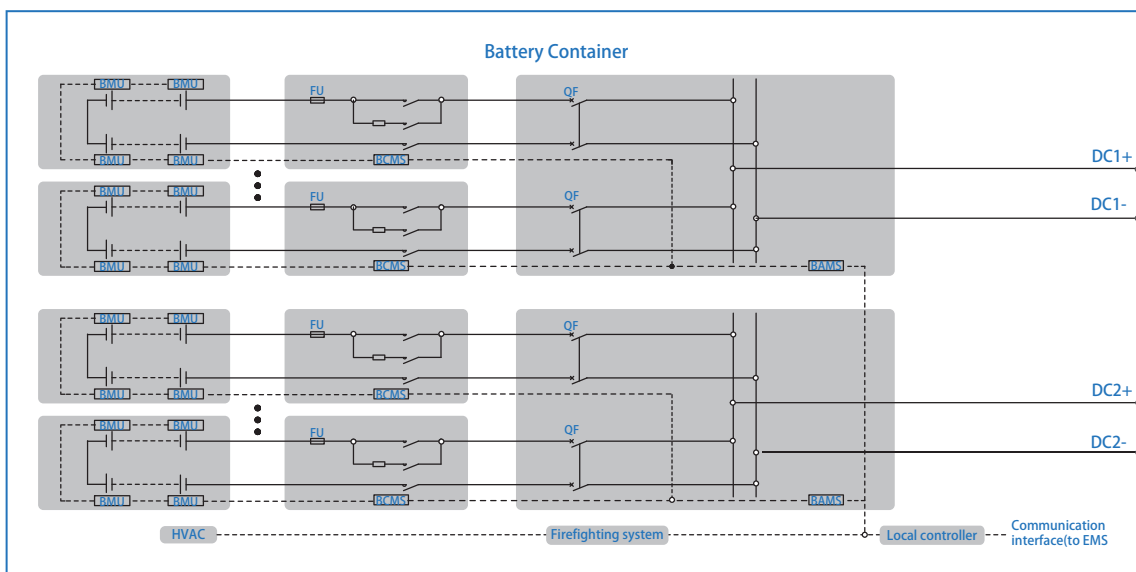 Battery Container
BMU BMU
FU
QF
BMU BMU
BCMS
DC1+
BMU BMU
FU
QF
DC1-
BMU BMU
BCMS
BAMS
BMU BMU
FU
QF
BMU BMU
BCMS
DC2+
BMU BMU
FU
QF
DC2-
BMU BMU
BCMS
BAMS
HVAC
Firefighting system
Local controller
Communication
interface(to EMS